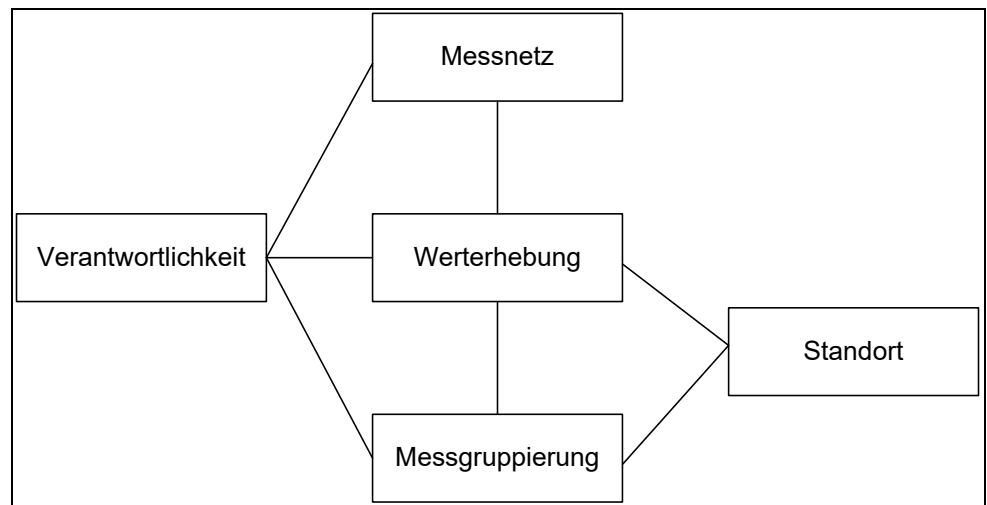 Messnetz
Verantwortlichkeit
Werterhebung
Standort
Messgruppierung